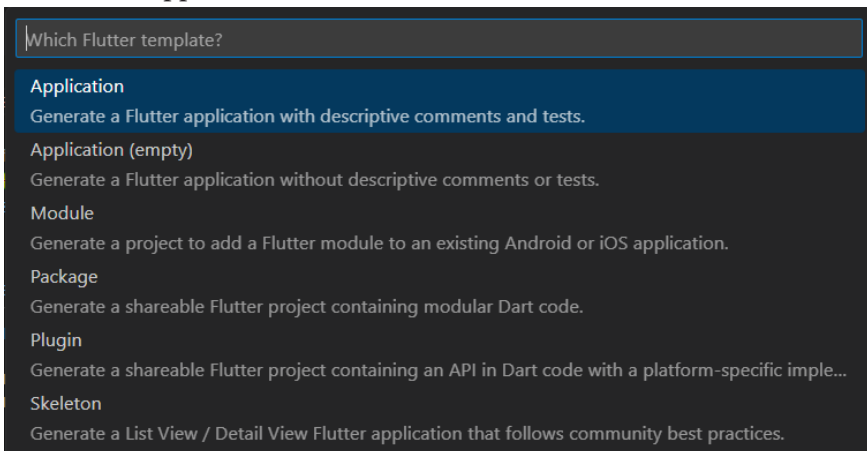 Which Flutter template?
Application
Generate a Flutter application with descriptive comments and tests.
Application (empty)
Generate a Flutter application without descriptive comments or tests.
Module
Generate a project to add a Flutter module to an existing Android or iOS application.
Package
Generate a shareable Flutter project containing modular Dart code.
Plugin
Generate a shareable Flutter project containing an API in Dart code with a platform-specific imple...
Skeleton
Generate a List View / Detail View Flutter application that follows community best practices.